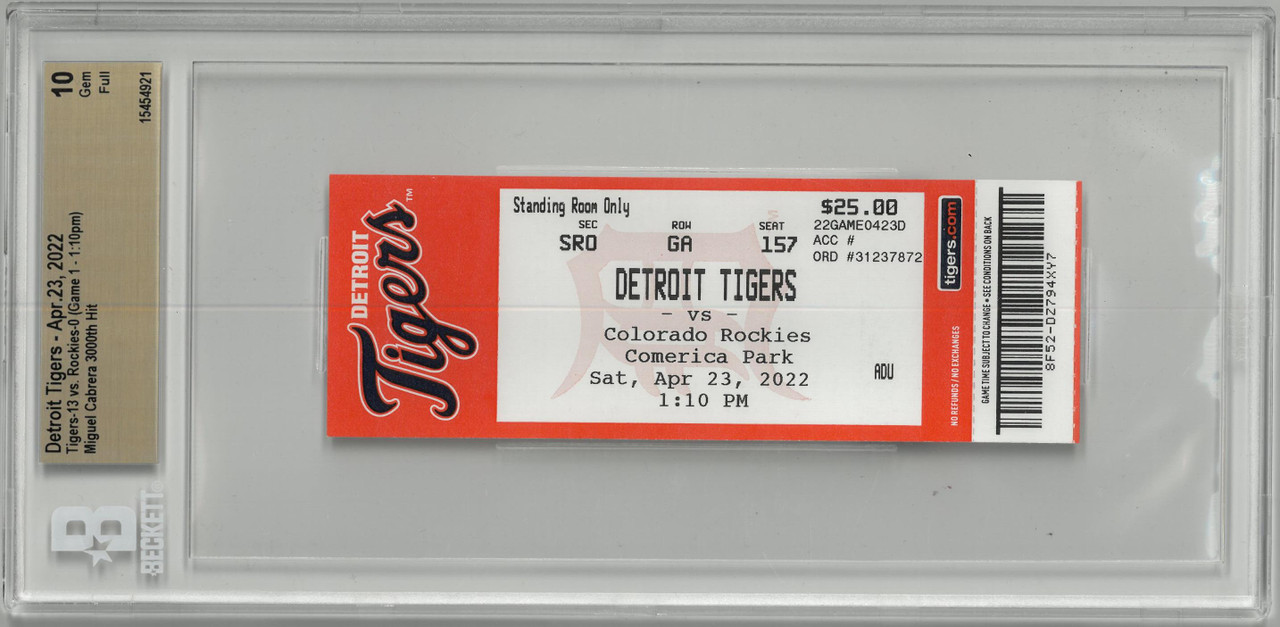 Detroit Tigers - Apr.23, 2022
Tigers-13 vs. Rockies-0 (Game 1 - 1:10pm)
Miguel Cabrera 3000th Hit
10
Gem
Full
15454921
BECKETT
DETROIT
Tigers™
Standing Room Only
$25.00
SEC ROW SEAT
SRO GA 157
22GAME0423D
ACC #
ORD #31237872
DETROIT TIGERS
- vs -
Colorado Rockies
Comerica Park
Sat, Apr 23, 2022
1:10 PM
ADU
tigers.com
NO REFUNDS / NO EXCHANGES
GAME TIME SUBJECT TO CHANGE • SEE CONDITIONS ON BACK
8F52-DZ794XY7